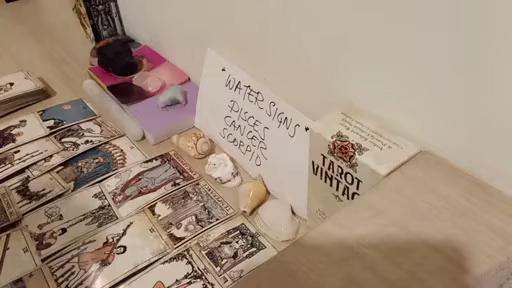 WATER SIGNS
PISCES
CANCER
SCORPIO
TAROT
VINTAG